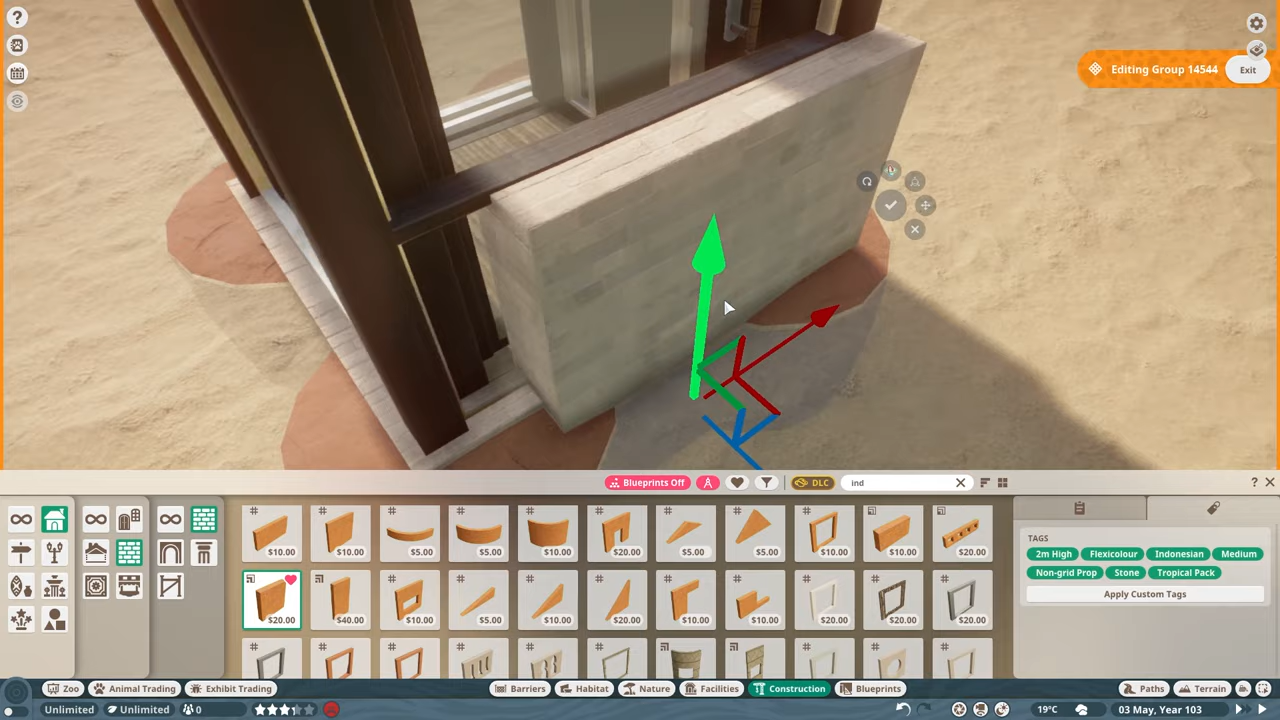 Editing Group 14544
Exit
Blueprints Off
DLC
ind
$10.00 $10.00 $5.00 $5.00 $10.00 $20.00 $5.00 $5.00 $10.00 $10.00 $20.00
$20.00 $40.00 $10.00 $5.00 $10.00 $20.00 $10.00 $10.00 $20.00 $20.00 $20.00
TAGS
2m High Flexicolour Indonesian Medium
Non-grid Prop Stone Tropical Pack
Apply Custom Tags
Zoo Animal Trading Exhibit Trading Barriers Habitat Nature Facilities Construction Blueprints Paths Terrain
Unlimited Unlimited 0 19°C 03 May, Year 103